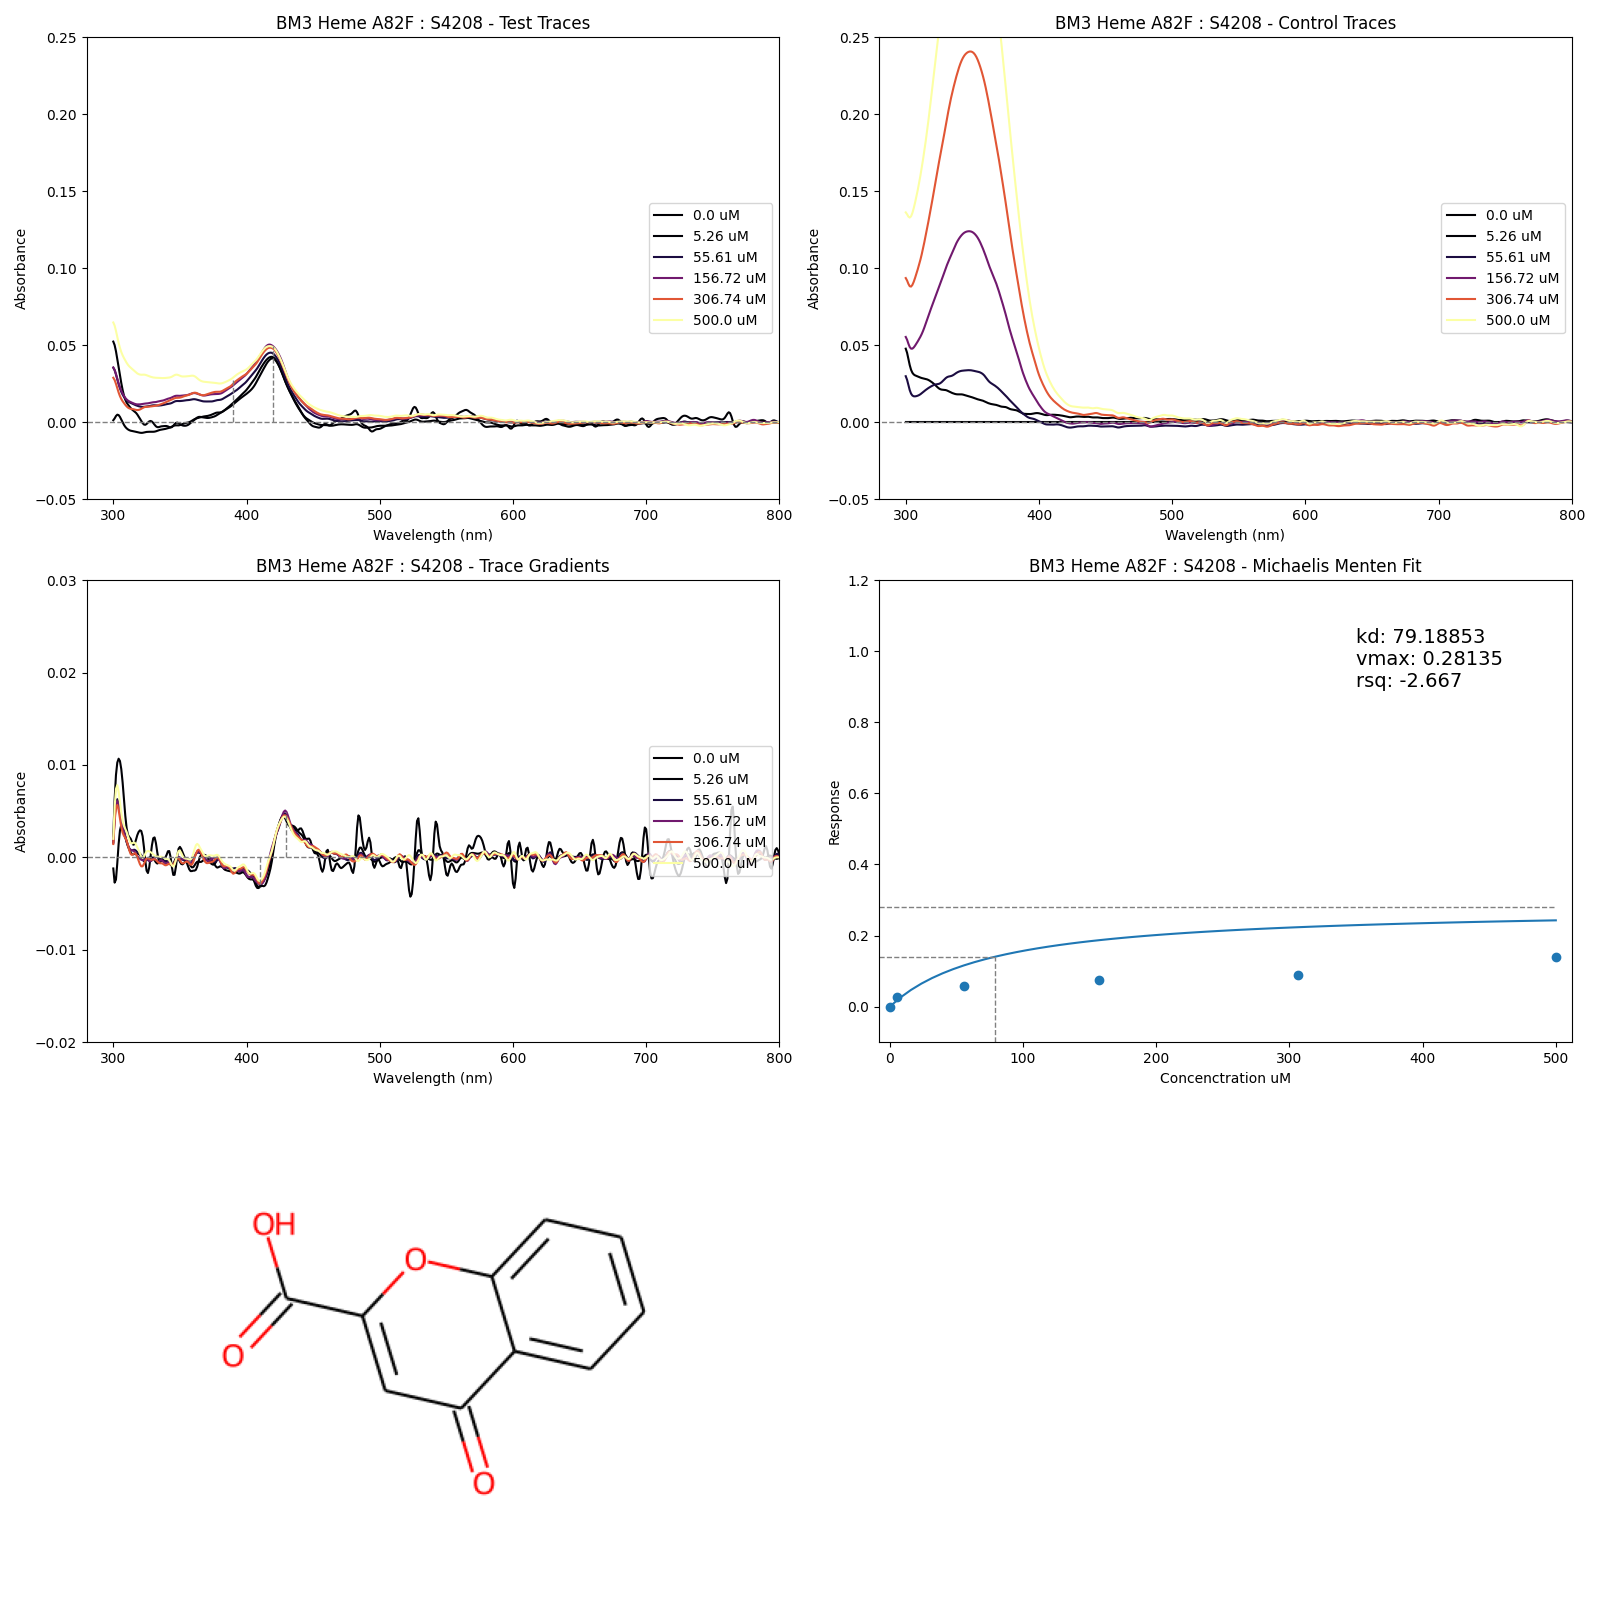 BM3 Heme A82F : S4208 - Test Traces
0.25
0.20
0.15
0.10
0.05
0.00
−0.05
Absorbance
300
400
500
600
700
800
Wavelength (nm)
0.0 uM
5.26 uM
55.61 uM
156.72 uM
306.74 uM
500.0 uM
BM3 Heme A82F : S4208 - Control Traces
0.25
0.20
0.15
0.10
0.05
0.00
−0.05
Absorbance
300
400
500
600
700
800
Wavelength (nm)
0.0 uM
5.26 uM
55.61 uM
156.72 uM
306.74 uM
500.0 uM
BM3 Heme A82F : S4208 - Trace Gradients
0.03
0.02
0.01
0.00
−0.01
−0.02
Absorbance
300
400
500
600
700
800
Wavelength (nm)
0.0 uM
5.26 uM
55.61 uM
156.72 uM
306.74 uM
500.0 uM
BM3 Heme A82F : S4208 - Michaelis Menten Fit
1.2
1.0
0.8
0.6
0.4
0.2
0.0
Response
kd: 79.18853
vmax: 0.28135
rsq: -2.667
0
100
200
300
400
500
Concenctration uM
OH
O
O
O